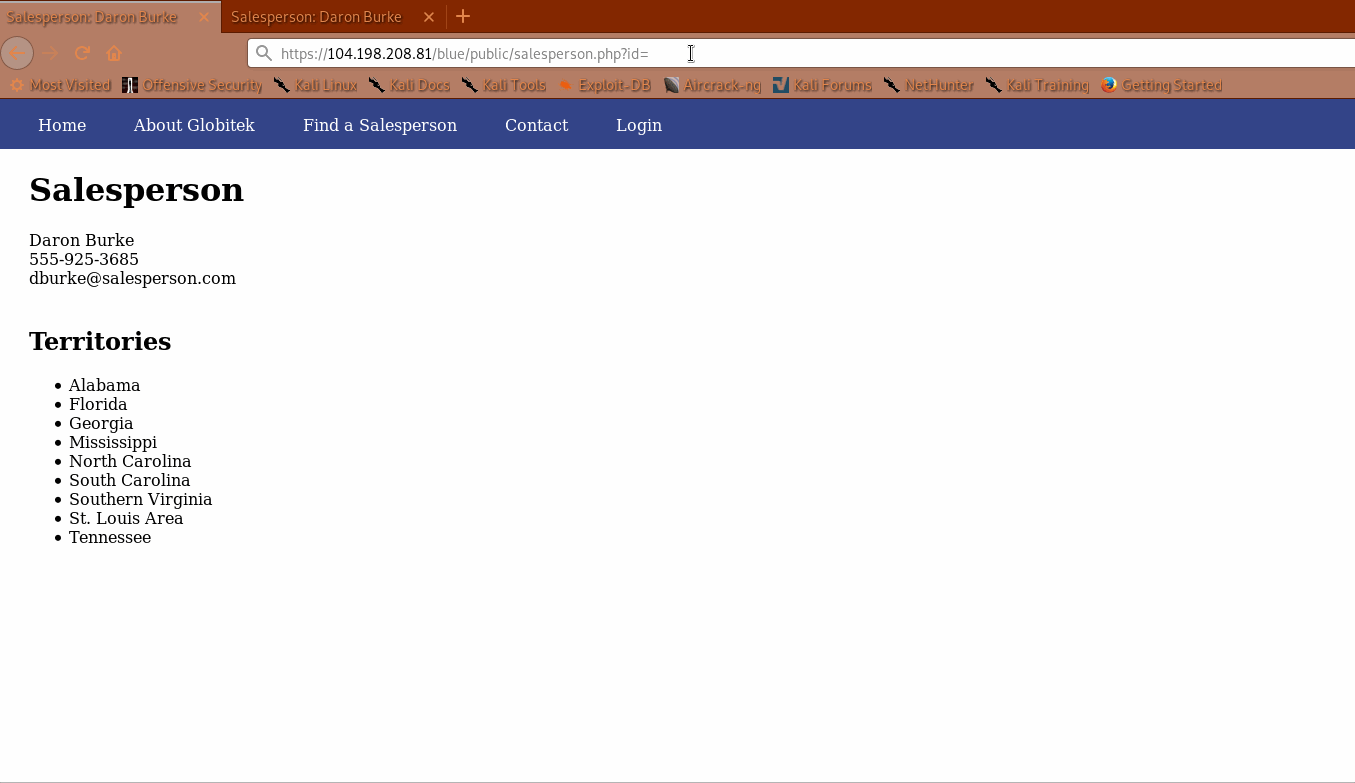 Salesperson: Daron Burke × Salesperson: Daron Burke × +
https://104.198.208.81/blue/public/salesperson.php?id=
Most Visited Offensive Security Kali Linux Kali Docs Kali Tools Exploit-DB Aircrack-ng Kali Forums NetHunter Kali Training Getting Started
Home About Globitek Find a Salesperson Contact Login
Salesperson
Daron Burke
555-925-3685
dburke@salesperson.com
Territories
• Alabama
• Florida
• Georgia
• Mississippi
• North Carolina
• South Carolina
• Southern Virginia
• St. Louis Area
• Tennessee